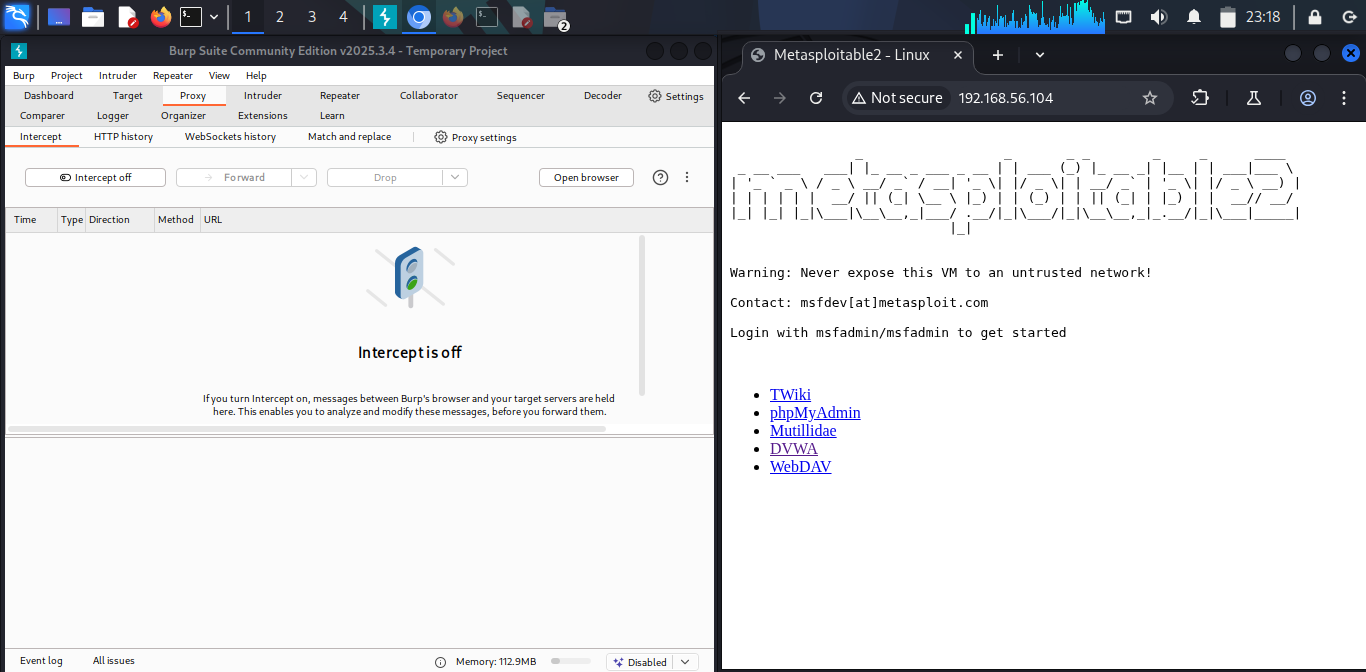 1 2 3 4 2 23:18
Burp Suite Community Edition v2025.3.4 - Temporary Project
Burp Project Intruder Repeater View Help
Dashboard Target Proxy Intruder Repeater Collaborator Sequencer Decoder Settings
Comparer Logger Organizer Extensions Learn
Intercept HTTP history WebSockets history Match and replace Proxy settings
Intercept off Forward Drop Open browser
Time Type Direction Method URL
Intercept is off
If you turn Intercept on, messages between Burp's browser and your target servers are held
here. This enables you to analyze and modify these messages, before you forward them.
Event log All issues Memory: 112.9MB Disabled
Metasploitable2 - Linux
Not secure 192.168.56.104
metasploitable2
Warning: Never expose this VM to an untrusted network!
Contact: msfdev[at]metasploit.com
Login with msfadmin/msfadmin to get started
TWiki
phpMyAdmin
Mutillidae
DVWA
WebDAV